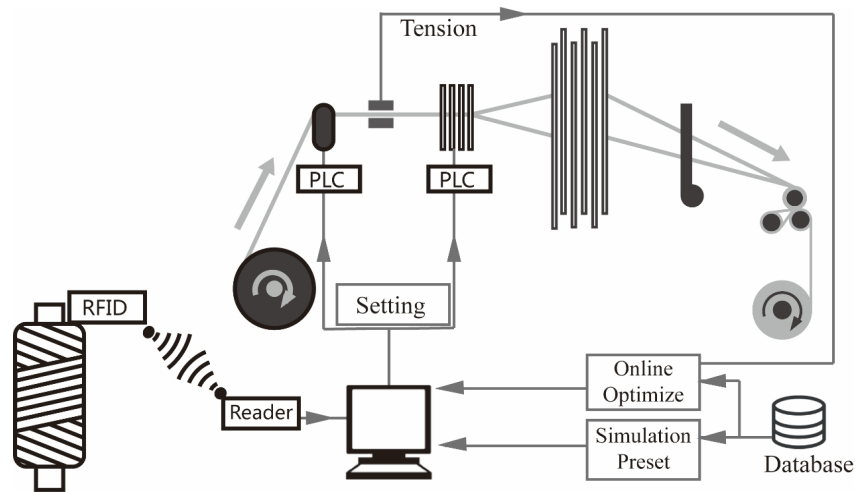 Tension
PLC
PLC
Setting
RFID
Reader
Online
Optimize
Simulation
Preset
Database